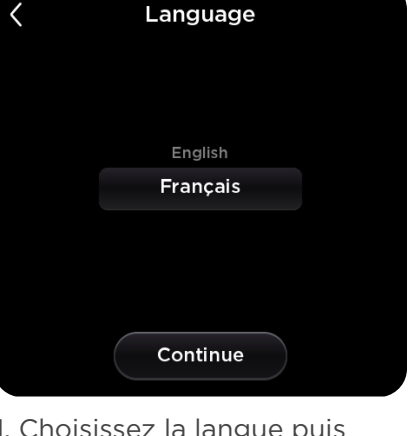 Language
English
Français
Continue
1. Choisissez la langue puis